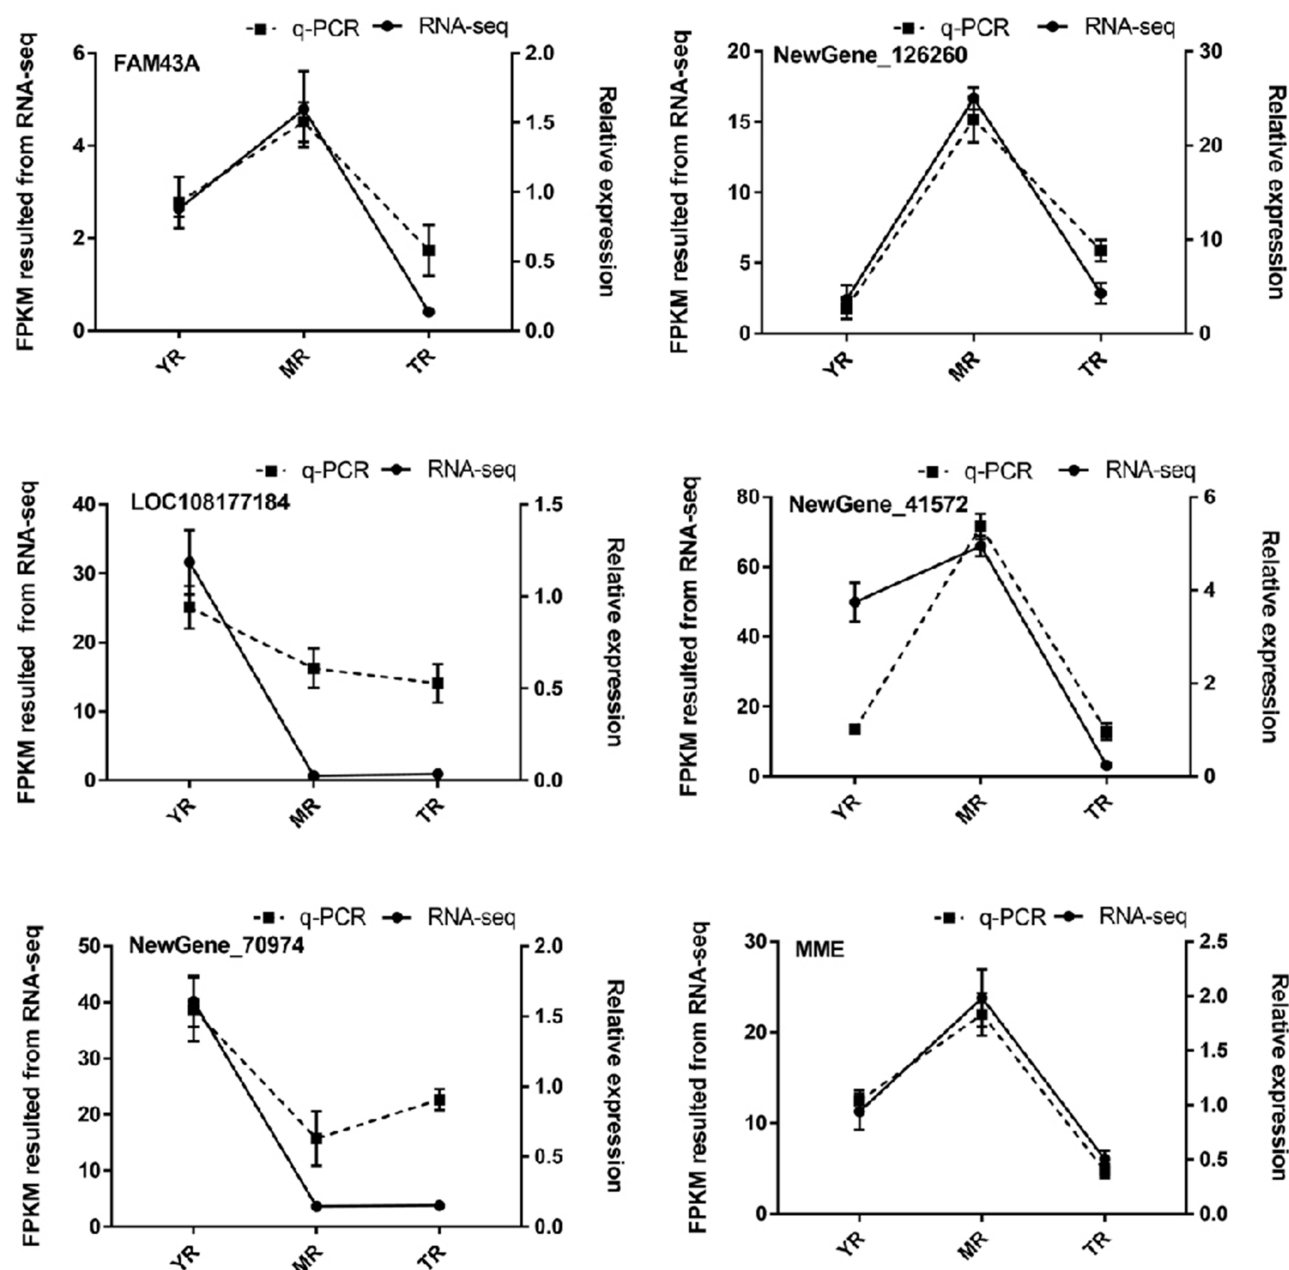 q-PCR RNA-seq
FAM43A
FPKM resulted from RNA-seq
6
4
2
0
2.0
1.5
1.0
0.5
0.0
Relative expression
YR MR TR
q-PCR RNA-seq
NewGene_126260
FPKM resulted from RNA-seq
20
15
10
5
0
30
20
10
0
Relative expression
YR MR TR
q-PCR RNA-seq
LOC108177184
FPKM resulted from RNA-seq
40
30
20
10
0
1.5
1.0
0.5
0.0
Relative expression
YR MR TR
q-PCR RNA-seq
NewGene_41572
FPKM resulted from RNA-seq
80
60
40
20
0
6
4
2
0
Relative expression
YR MR TR
q-PCR RNA-seq
NewGene_70974
FPKM resulted from RNA-seq
50
40
30
20
10
0
2.0
1.5
1.0
0.5
0.0
Relative expression
YR MR TR
q-PCR RNA-seq
MME
FPKM resulted from RNA-seq
30
20
10
0
2.5
2.0
1.5
1.0
0.5
0.0
Relative expression
YR MR TR